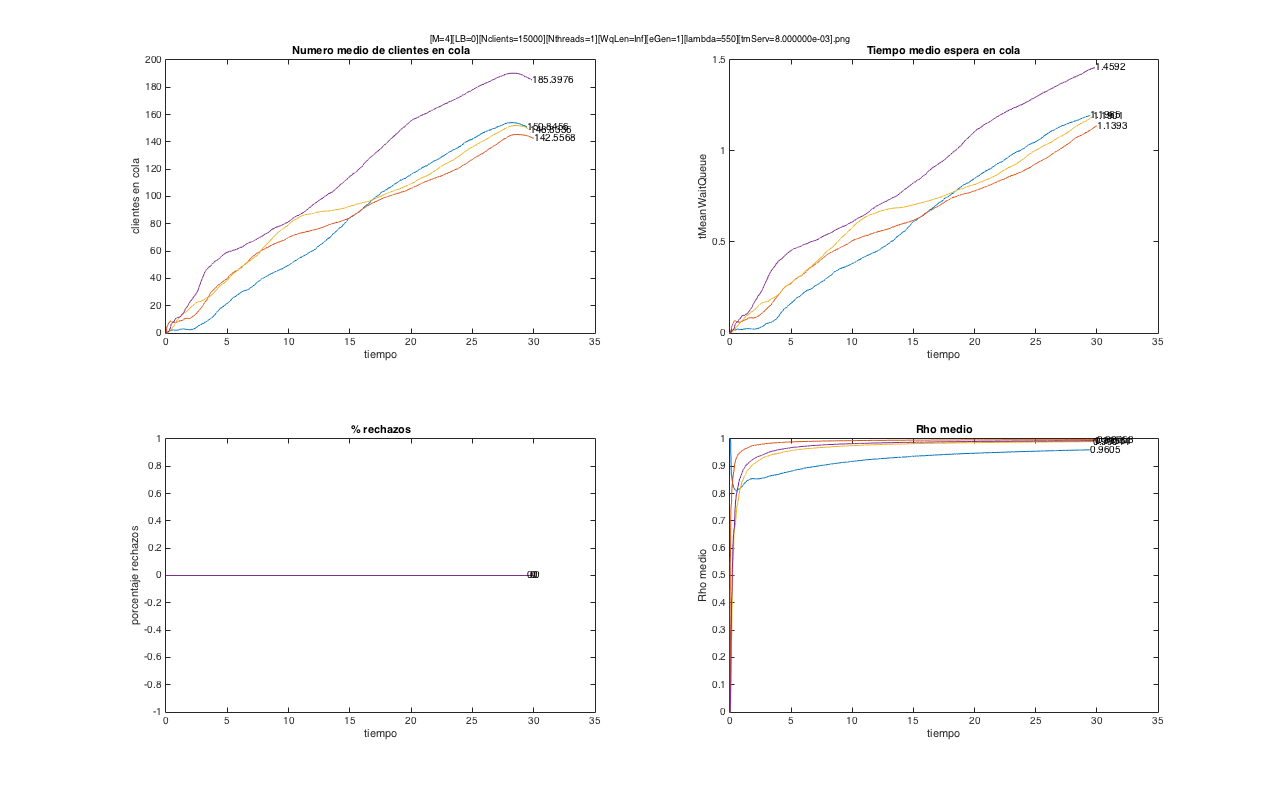 [M=4][LB=0][Nclients=15000][Nthreads=1][WqLen=Inf][eGen=1][lambda=550][tmServ=8.000000e-03].png
Numero medio de clientes en cola
200
180
160
140
120
100
80
60
40
20
0
clientes en cola
185.3976
142.5568
0 5 10 15 20 25 30 35
tiempo
Tiempo medio espera en cola
1.5
1
0.5
0
tMeanWaitQueue
1.4592
1.1393
0 5 10 15 20 25 30 35
tiempo
% rechazos
1
0.8
0.6
0.4
0.2
0
-0.2
-0.4
-0.6
-0.8
-1
porcentaje rechazos
0 5 10 15 20 25 30 35
tiempo
Rho medio
1
0.9
0.8
0.7
0.6
0.5
0.4
0.3
0.2
0.1
0
Rho medio
0.9605
0 5 10 15 20 25 30 35
tiempo